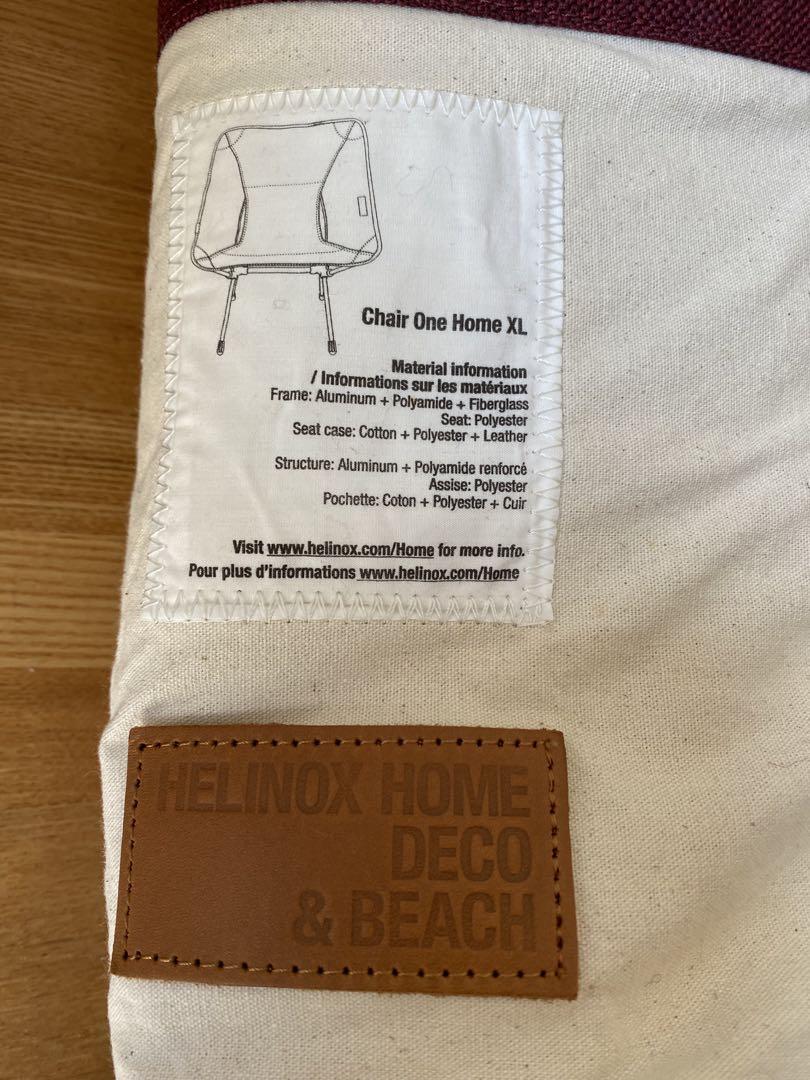 Chair One Home XL
Material information
/ Informations sur les matériaux
Frame: Aluminum + Polyamide + Fiberglass
Seat: Polyester
Seat case: Cotton + Polyester + Leather
Structure: Aluminum + Polyamide renforcé
Assise: Polyester
Pochette: Coton + Polyester + Cuir
Visit www.helinox.com/Home for more info.
Pour plus d'informations www.helinox.com/Home
HELINOX HOME
DECO
& BEACH